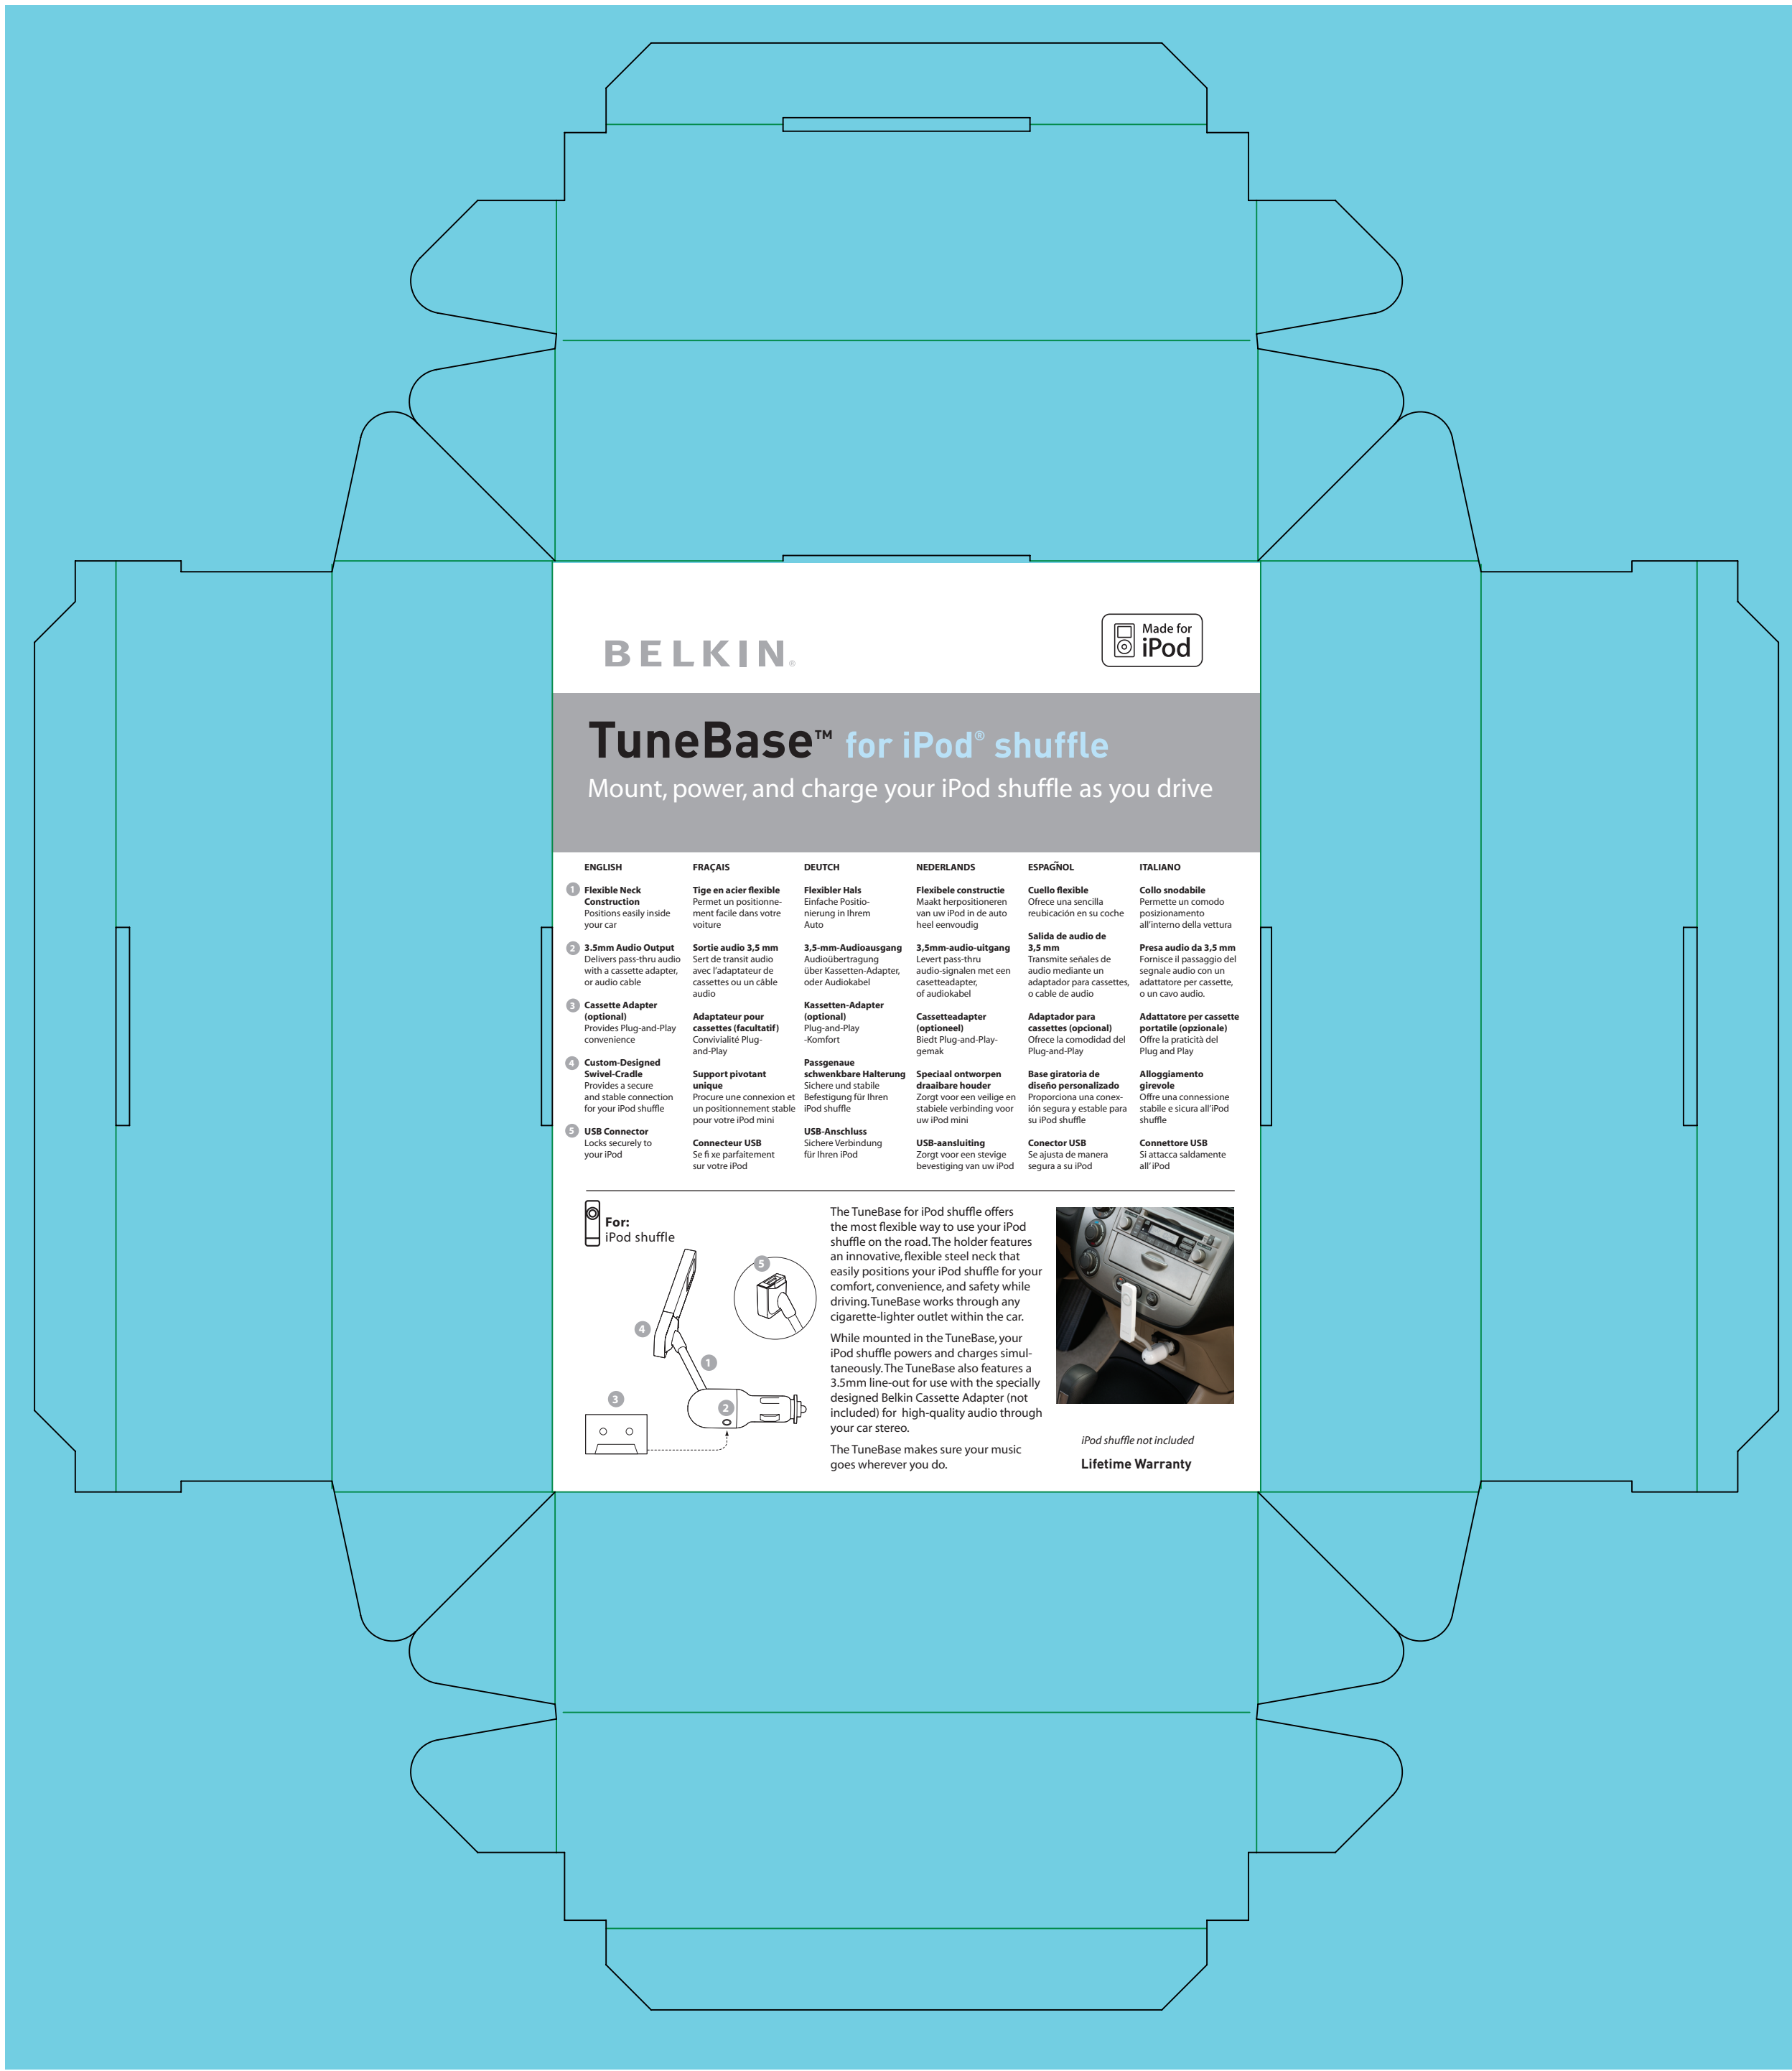 BELKIN®
Made for
iPod
TuneBase™ for iPod® shuffle
Mount, power, and charge your iPod shuffle as you drive
ENGLISH
1 Flexible Neck
Construction
Positions easily inside
your car
2 3.5mm Audio Output
Delivers pass-thru audio
with a cassette adapter,
or audio cable
3 Cassette Adapter
(optional)
Provides Plug-and-Play
convenience
4 Custom-Designed
Swivel-Cradle
Provides a secure
and stable connection
for your iPod shuffle
5 USB Connector
Locks securely to
your iPod
FRAÇAIS
Tige en acier flexible
Permet un positionne-
ment facile dans votre
voiture
Sortie audio 3,5 mm
Sert de transit audio
avec l'adaptateur de
cassettes ou un câble
audio
Adaptateur pour
cassettes (facultatif)
Convivialité Plug-
and-Play
Support pivotant
unique
Procure une connexion et
un positionnement stable
pour votre iPod mini
Connecteur USB
Se fi xe parfaitement
sur votre iPod
DEUTCH
Flexibler Hals
Einfache Positio-
nierung in Ihrem
Auto
3,5-mm-Audioausgang
Audioübertragung
über Kassetten-Adapter,
oder Audiokabel
Kassetten-Adapter
(optional)
Plug-and-Play
-Komfort
Passgenaue
schwenkbare Halterung
Sichere und stabile
Befestigung für Ihren
iPod shuffle
USB-Anschluss
Sichere Verbindung
für Ihren iPod
NEDERLANDS
Flexibele constructie
Maakt herpositioneren
van uw iPod in de auto
heel eenvoudig
3,5mm-audio-uitgang
Levert pass-thru
audio-signalen met een
casetteadapter,
of audiokabel
Cassetteadapter
(optioneel)
Biedt Plug-and-Play-
gemak
Speciaal ontworpen
draaibare houder
Zorgt voor een veilige en
stabiele verbinding voor
uw iPod mini
USB-aansluiting
Zorgt voor een stevige
bevestiging van uw iPod
ESPAGÑOL
Cuello flexible
Ofrece una sencilla
reubicación en su coche
Salida de audio de
3,5 mm
Transmite señales de
audio mediante un
adaptador para cassettes,
o cable de audio
Adaptador para
cassettes (opcional)
Ofrece la comodidad del
Plug-and-Play
Base giratoria de
diseño personalizado
Proporciona una conex-
ión segura y estable para
su iPod shuffle
Conector USB
Se ajusta de manera
segura a su iPod
ITALIANO
Collo snodabile
Permette un comodo
posizionamento
all'interno della vettura
Presa audio da 3,5 mm
Fornisce il passaggio del
segnale audio con un
adattatore per cassette,
o un cavo audio.
Adattatore per cassette
portatile (opzionale)
Offre la praticità del
Plug and Play
Alloggiamento
girevole
Offre una connessione
stabile e sicura all'iPod
shuffle
Connettore USB
Si attacca saldamente
all' iPod
For:
iPod shuffle
5
4
1
3
2
The TuneBase for iPod shuffle offers
the most flexible way to use your iPod
shuffle on the road. The holder features
an innovative, flexible steel neck that
easily positions your iPod shuffle for your
comfort, convenience, and safety while
driving. TuneBase works through any
cigarette-lighter outlet within the car.
While mounted in the TuneBase, your
iPod shuffle powers and charges simul-
taneously. The TuneBase also features a
3.5mm line-out for use with the specially
designed Belkin Cassette Adapter (not
included) for high-quality audio through
your car stereo.
The TuneBase makes sure your music
goes wherever you do.
iPod shuffle not included
Lifetime Warranty